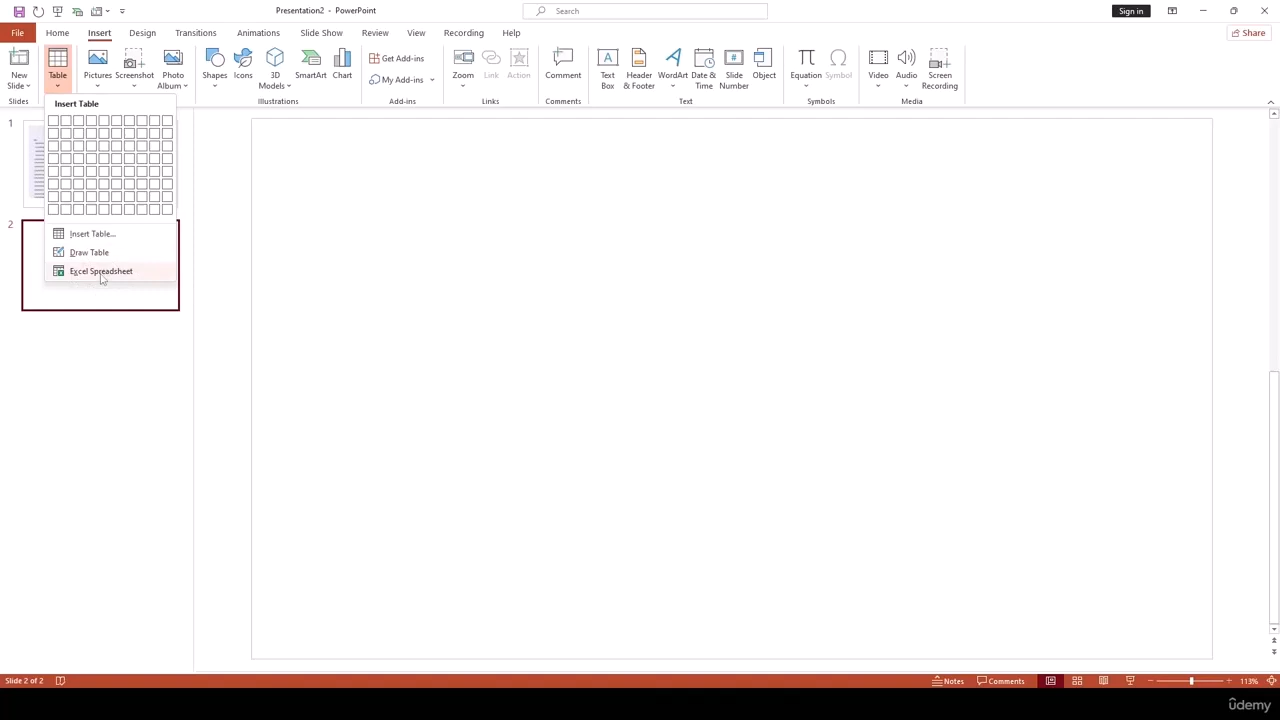 Presentation2 - PowerPoint
Search
Sign in
File Home Insert Design Transitions Animations Slide Show Review View Recording Help
Share
New Slide
Table
Pictures
Screenshot
Photo Album
Shapes
Icons
3D Models
SmartArt
Chart
Get Add-ins
My Add-ins
Zoom
Link
Action
Comment
Text Box
Header & Footer
WordArt
Date & Time
Slide Number
Object
Equation
Symbol
Video
Audio
Screen Recording
Slides
Illustrations
Add-ins
Links
Comments
Text
Symbols
Media
Insert Table
Insert Table...
Draw Table
Excel Spreadsheet
1
2
Slide 2 of 2
Notes
Comments
113%
ûdemy